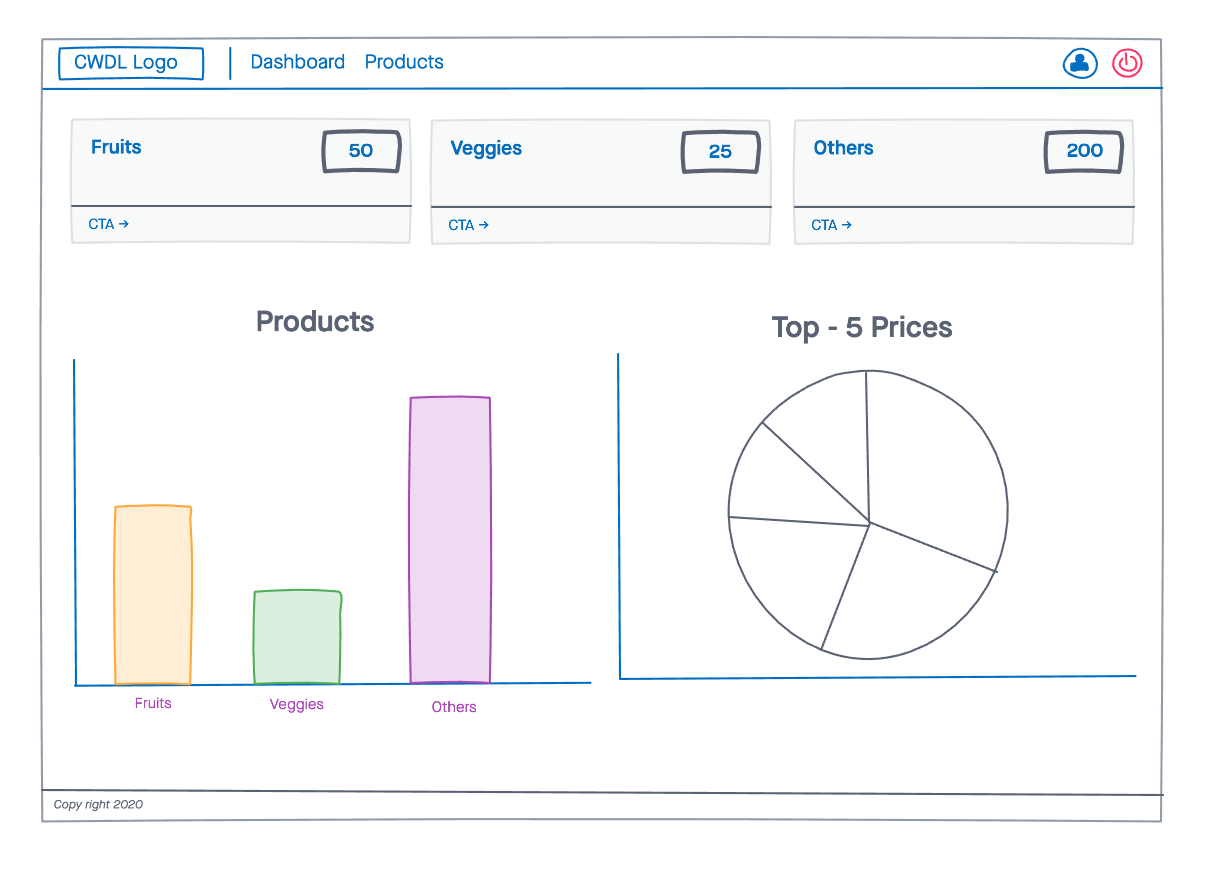 CWDL Logo Dashboard Products
Fruits 50
CTA →
Veggies 25
CTA →
Others 200
CTA →
Products
Fruits Veggies Others
Top - 5 Prices
Copy right 2020